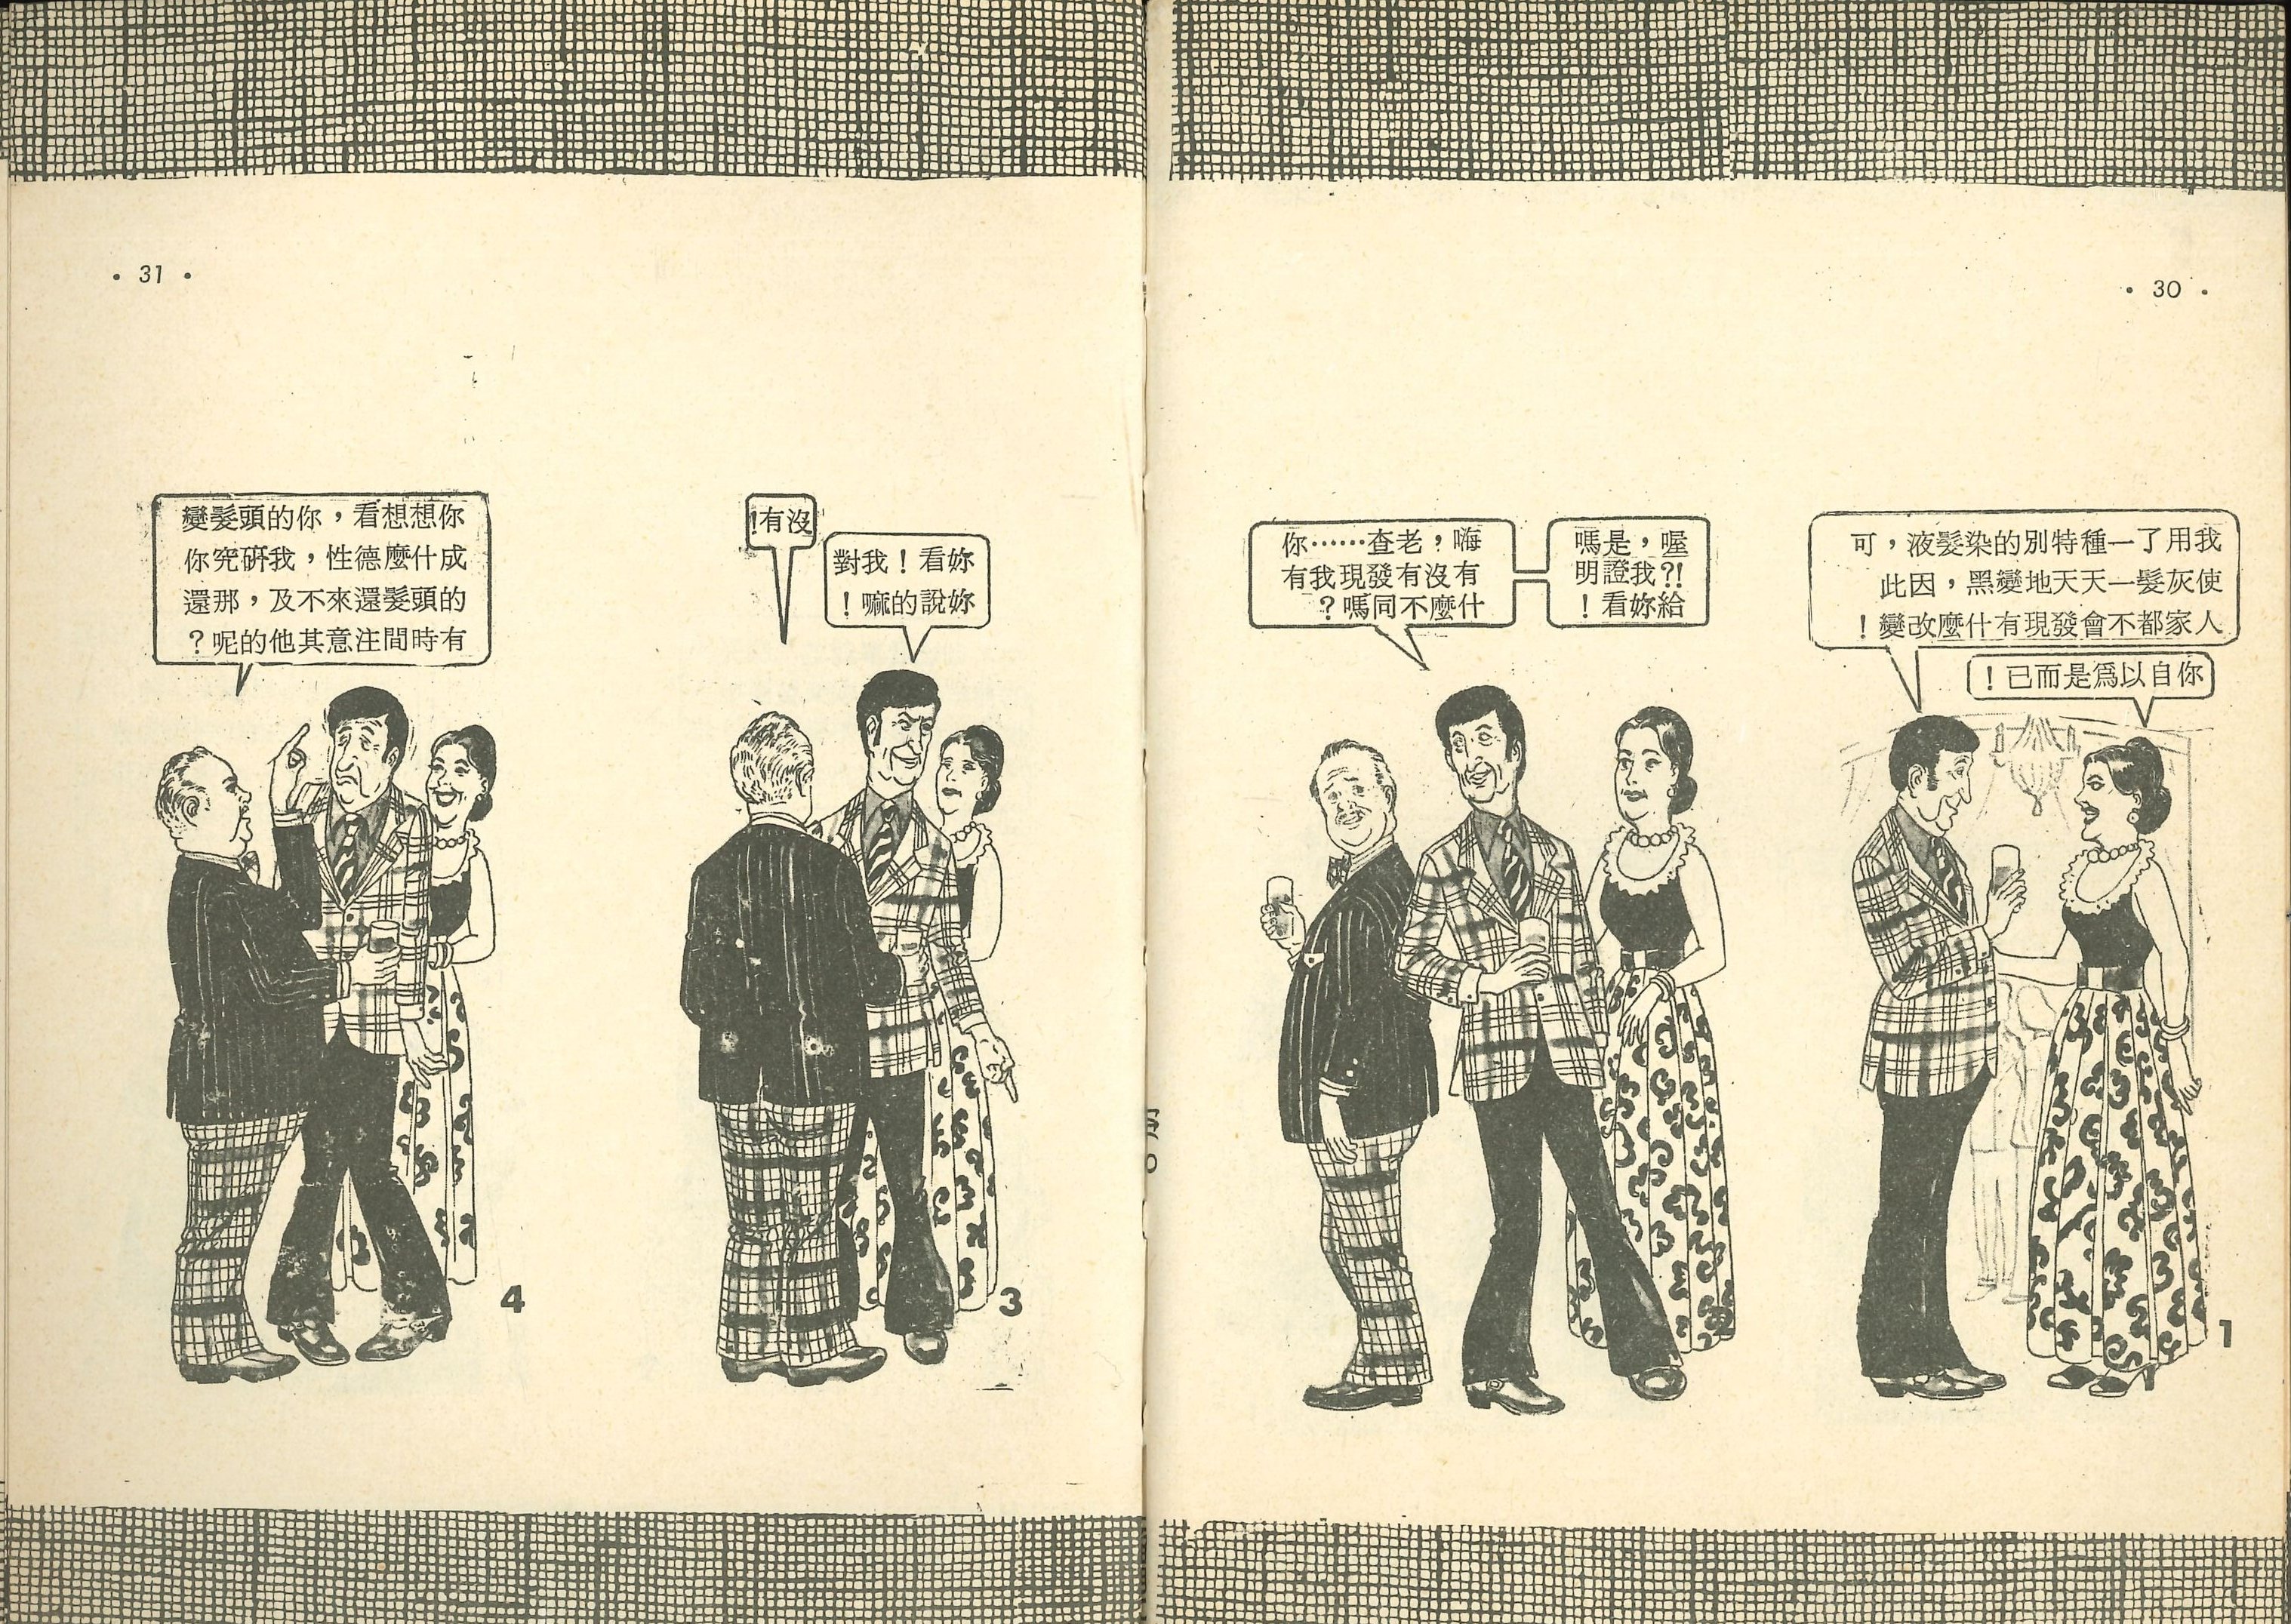 30
我用了一種特別的染髮液，可
使灰髮一天天地變黑，因此
人家都不會發現有什麼改變！
你自以爲是而已！
1
喔，是嗎
?!我證明
給妳看！
嗨，老查……你
有沒有發現我有
什麼不同嗎？
31
沒有!
妳看！我對
妳說的嘛！
3
你想想看，你的頭髮變
成什麼德性，我研究你
的頭髮還來不及，那還
有時間注意其他的呢？
4